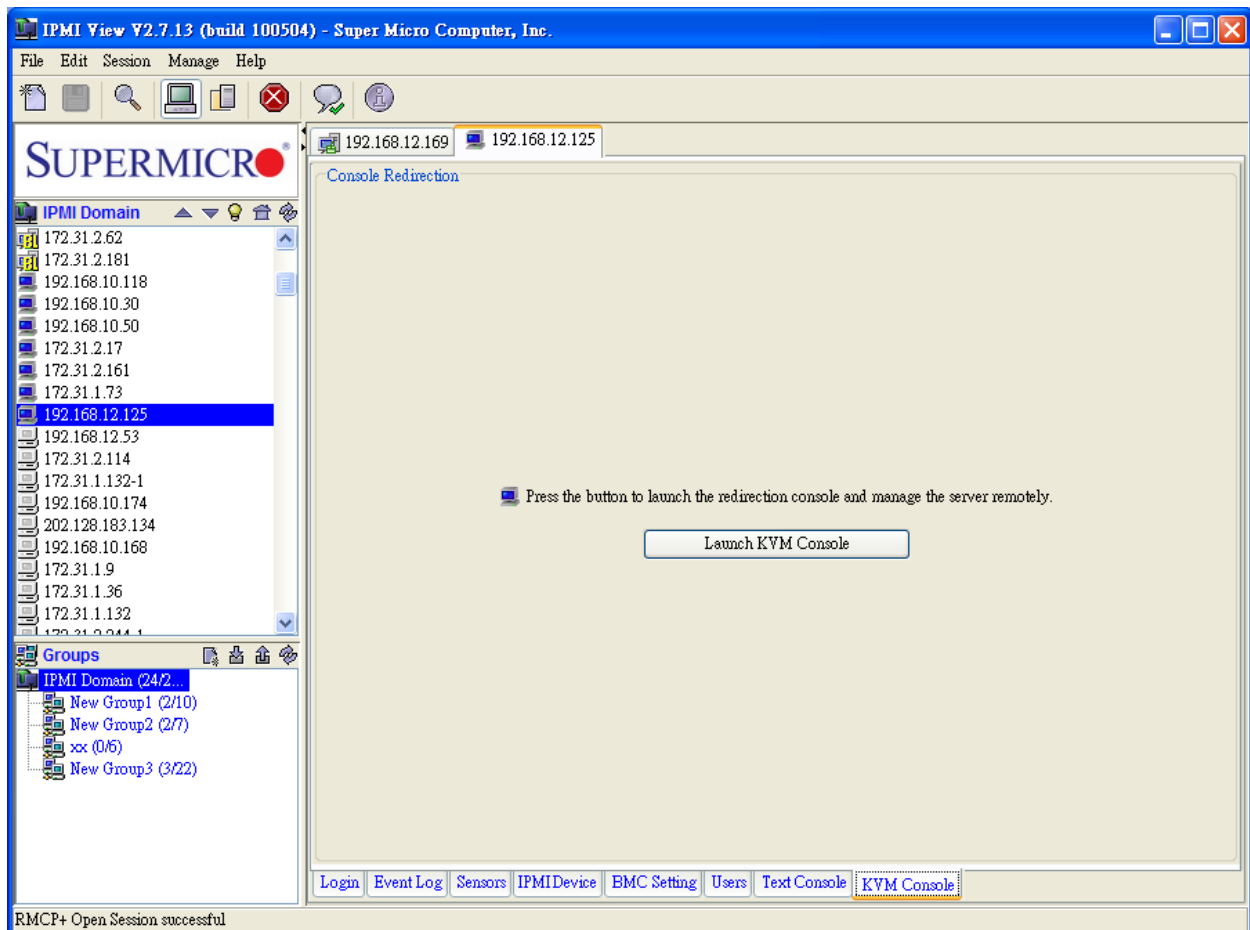 IPMI View V2.7.13 (build 100504) - Super Micro Computer, Inc.
File Edit Session Manage Help
SUPERMICRO
IPMI Domain
172.31.2.62
172.31.2.181
192.168.10.118
192.168.10.30
192.168.10.50
172.31.2.17
172.31.2.161
172.31.1.73
192.168.12.125
192.168.12.53
172.31.2.114
172.31.1.132-1
192.168.10.174
202.128.183.134
192.168.10.168
172.31.1.9
172.31.1.36
172.31.1.132
172.31.2.244-1
Groups
IPMI Domain (24/2...
New Group1 (2/10)
New Group2 (2/7)
xx (0/6)
New Group3 (3/22)
192.168.12.169 192.168.12.125
Console Redirection
Press the button to launch the redirection console and manage the server remotely.
Launch KVM Console
Login Event Log Sensors IPMI Device BMC Setting Users Text Console KVM Console
RMCP+ Open Session successful